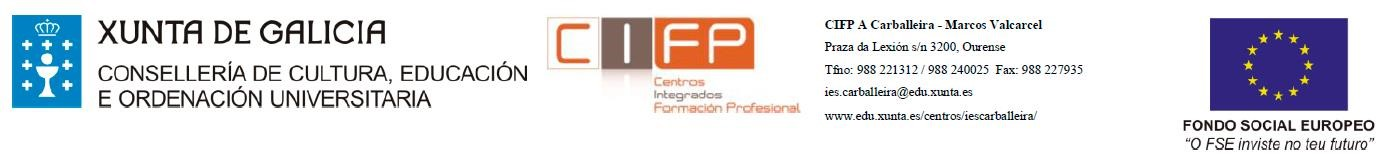 XUNTA DE GALICIA
CONSELLERÍA DE CULTURA, EDUCACIÓN
E ORDENACIÓN UNIVERSITARIA
CIFP
Centros
Integrados
Formación Profesional
CIFP A Carballeira - Marcos Valcarcel
Praza da Lexión s/n 3200, Ourense
Tfno: 988 221312 / 988 240025 Fax: 988 227935
ies.carballeira@edu.xunta.es
www.edu.xunta.es/centros/iescarballeira/
FONDO SOCIAL EUROPEO
"O FSE inviste no teu futuro"